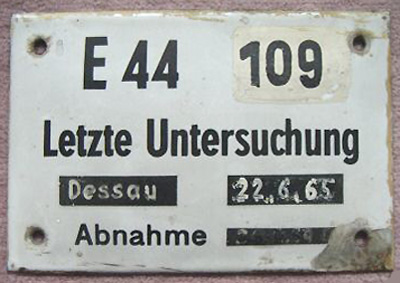 E 44 109
Letzte Untersuchung
Dessau 22.6.65
Abnahme